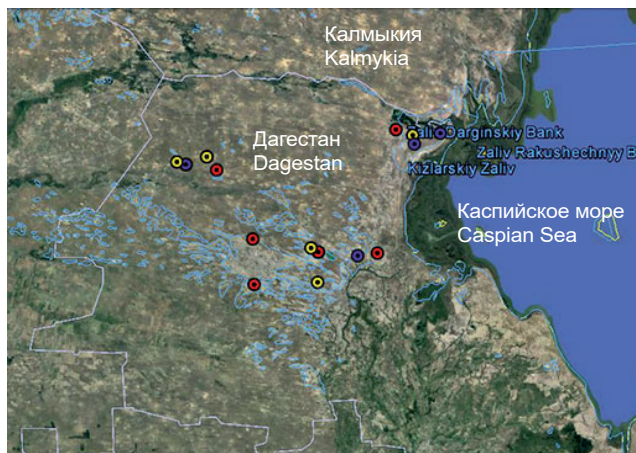 Калмыкия
Kalmykia
Zaliv Darginskiy Bank
Дагестан
Dagestan
Zaliv Rakushechnyy B
Kizlarskiy Zaliv
Каспийское море
Caspian Sea